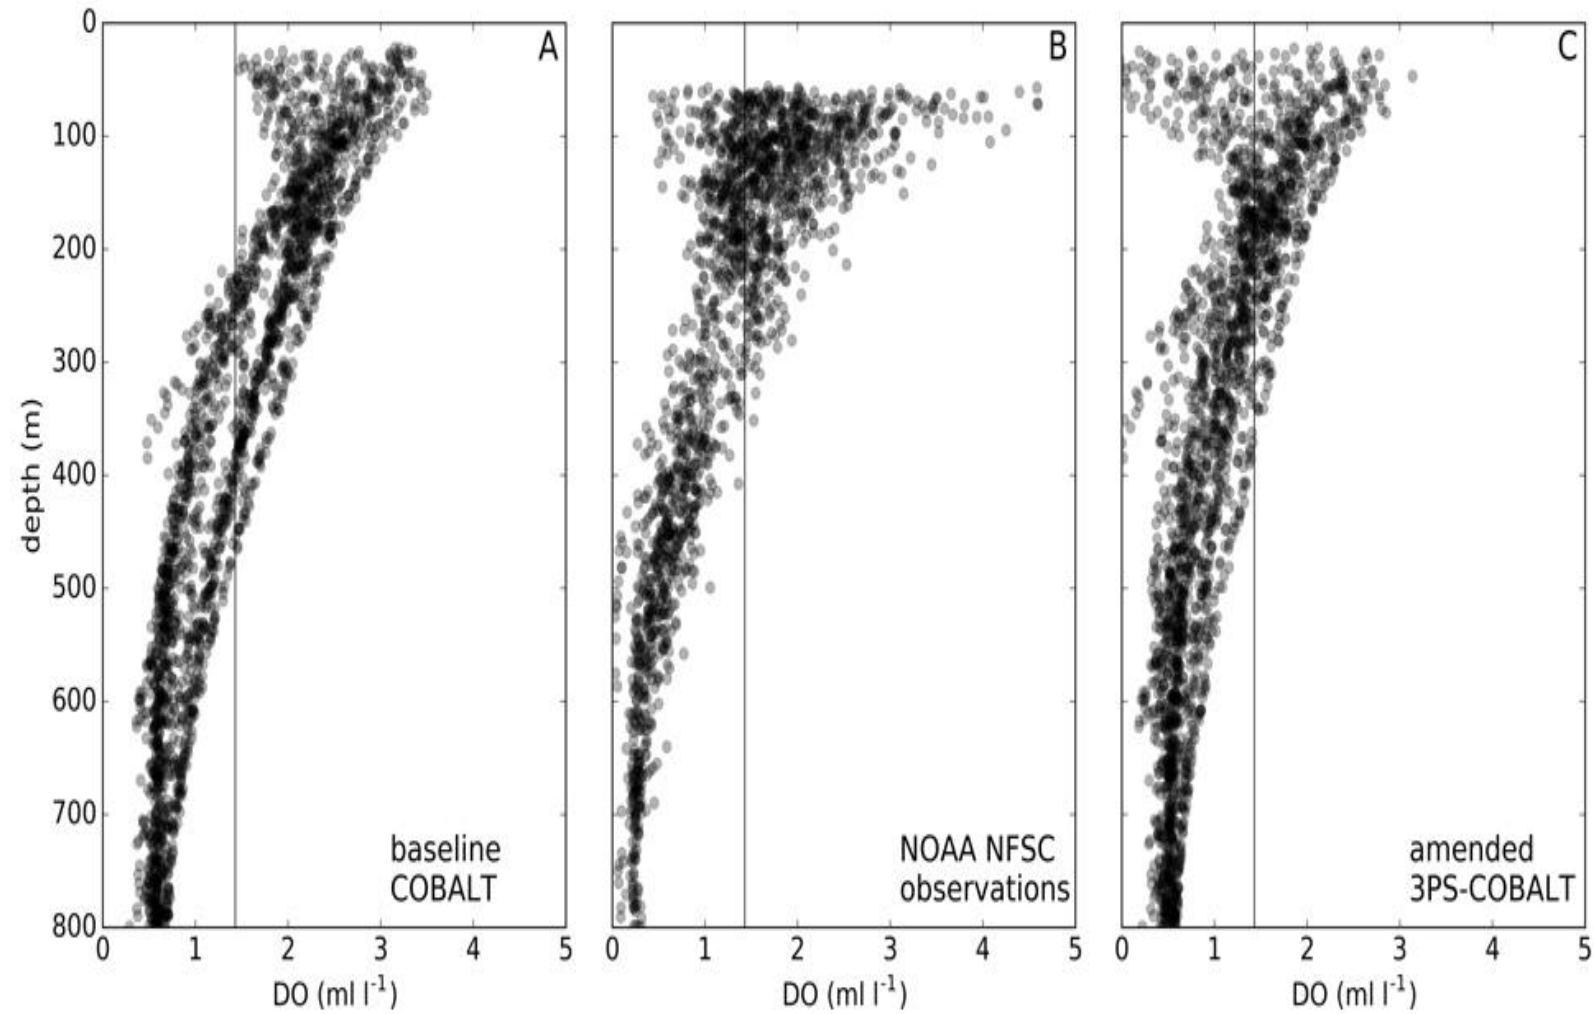 A
B
C
0
100
200
300
400
500
600
700
800
depth (m)
baseline
COBALT
NOAA NFSC
observations
amended
3PS-COBALT
0 1 2 3 4 5
0 1 2 3 4 5
0 1 2 3 4 5
DO (ml l⁻¹)
DO (ml l⁻¹)
DO (ml l⁻¹)